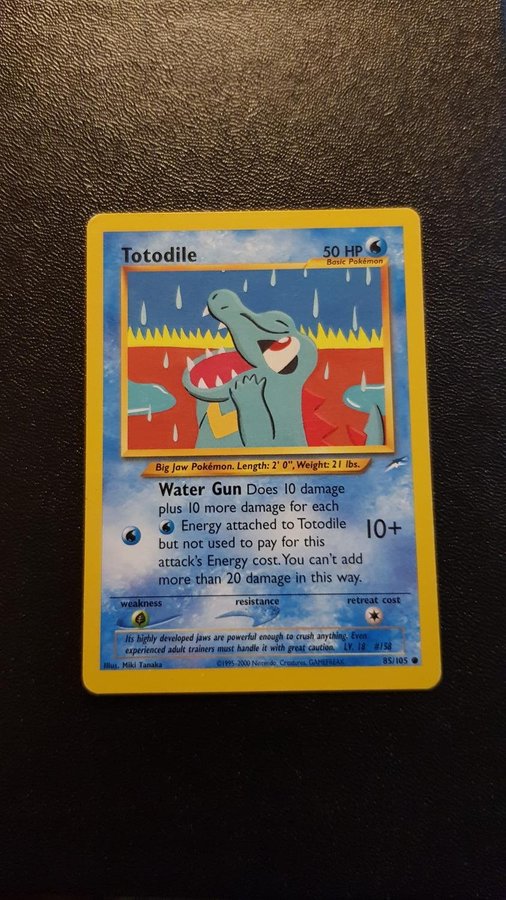 Totodile
50 HP
Basic Pokémon
Big Jaw Pokémon. Length: 2' 0", Weight: 21 lbs.
Water Gun Does 10 damage
plus 10 more damage for each
Energy attached to Totodile
but not used to pay for this
attack's Energy cost. You can't add
more than 20 damage in this way.
10+
weakness resistance retreat cost
Its highly developed jaws are powerful enough to crush anything. Even
experienced adult trainers must handle it with great caution. LV. 18 #158
Illus. Miki Tanaka ©1995-2000 Nintendo, Creatures, GAMEFREAK. 85/105